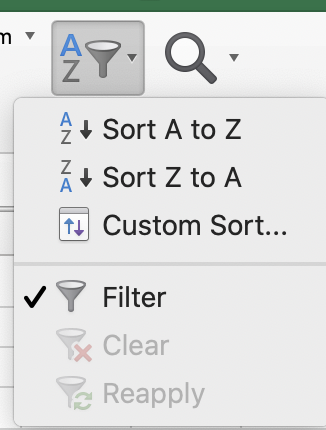 m
A
Z
A
Z
Sort A to Z
Z
A
Sort Z to A
Custom Sort...
Filter
Clear
Reapply